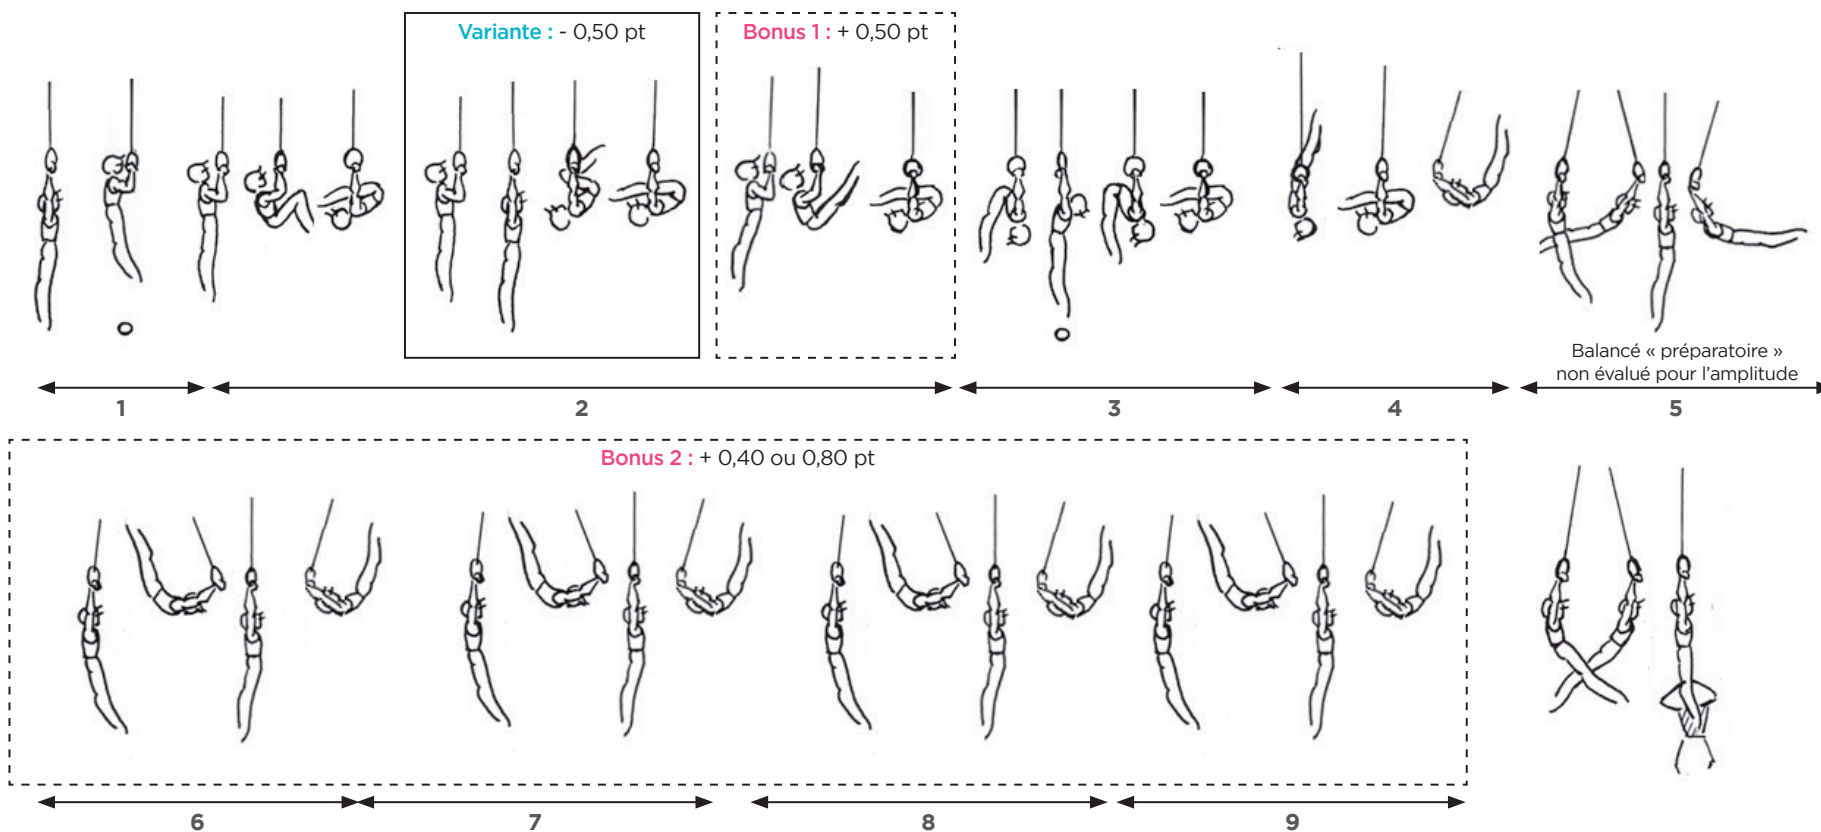 Variante : - 0,50 pt
Bonus 1 : + 0,50 pt
Balancé « préparatoire »
non évalué pour l'amplitude
1
2
3
4
5
Bonus 2 : + 0,40 ou 0,80 pt
6
7
8
9